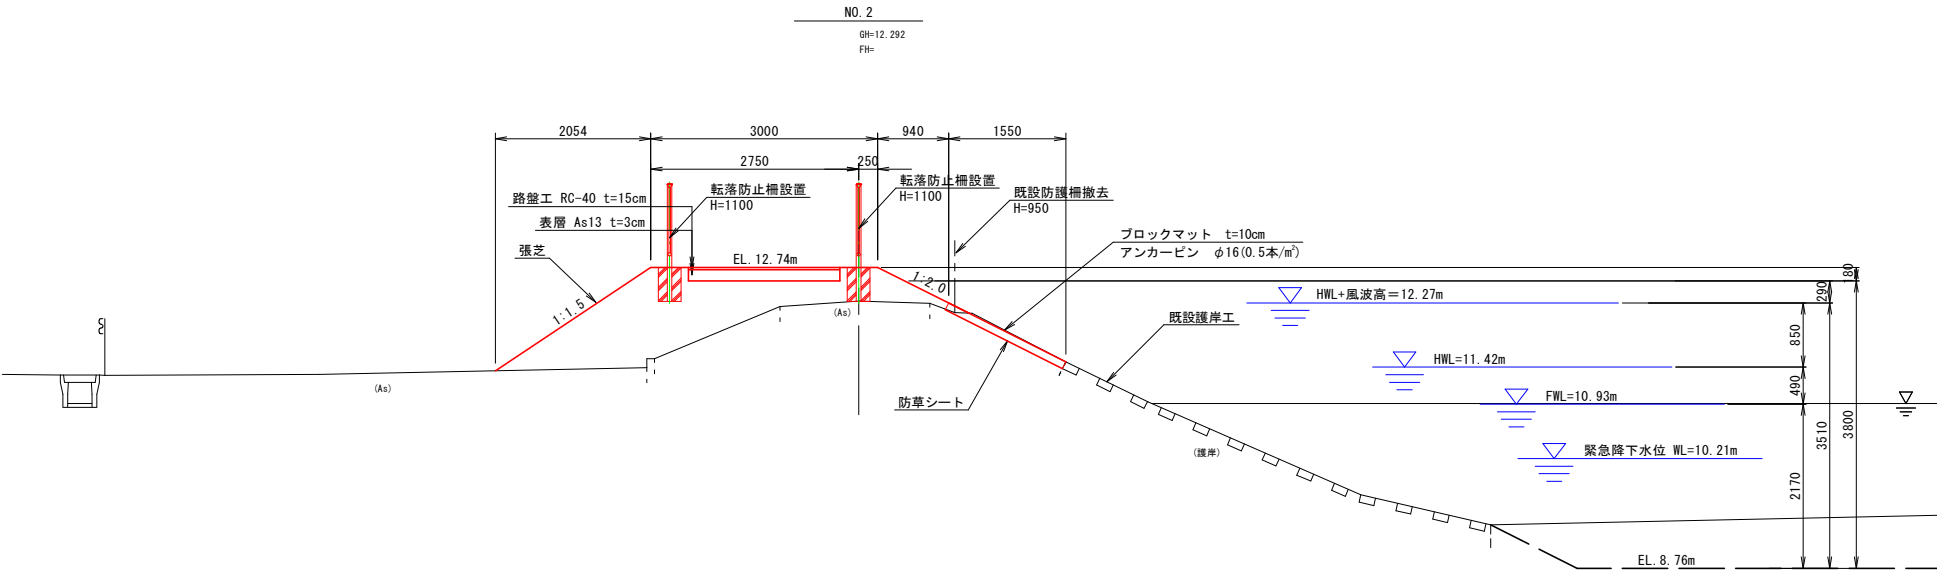 NO.2
GH=12.292
FH=
2054
3000
940
1550
2750
250
路盤工 RC-40 t=15cm
表層 As13 t=3cm
張芝
転落防止柵設置
H=1100
転落防止柵設置
H=1100
既設防護柵撤去
H=950
ブロックマット t=10cm
アンカーピン φ16(0.5本/㎡)
EL.12.74m
1:1.5
1:2.0
(As)
(As)
既設護岸工
防草シート
(護岸)
HWL+風波高=12.27m
HWL=11.42m
FWL=10.93m
緊急降下水位 WL=10.21m
EL.8.76m
180
290
850
490
2170
3510
3800